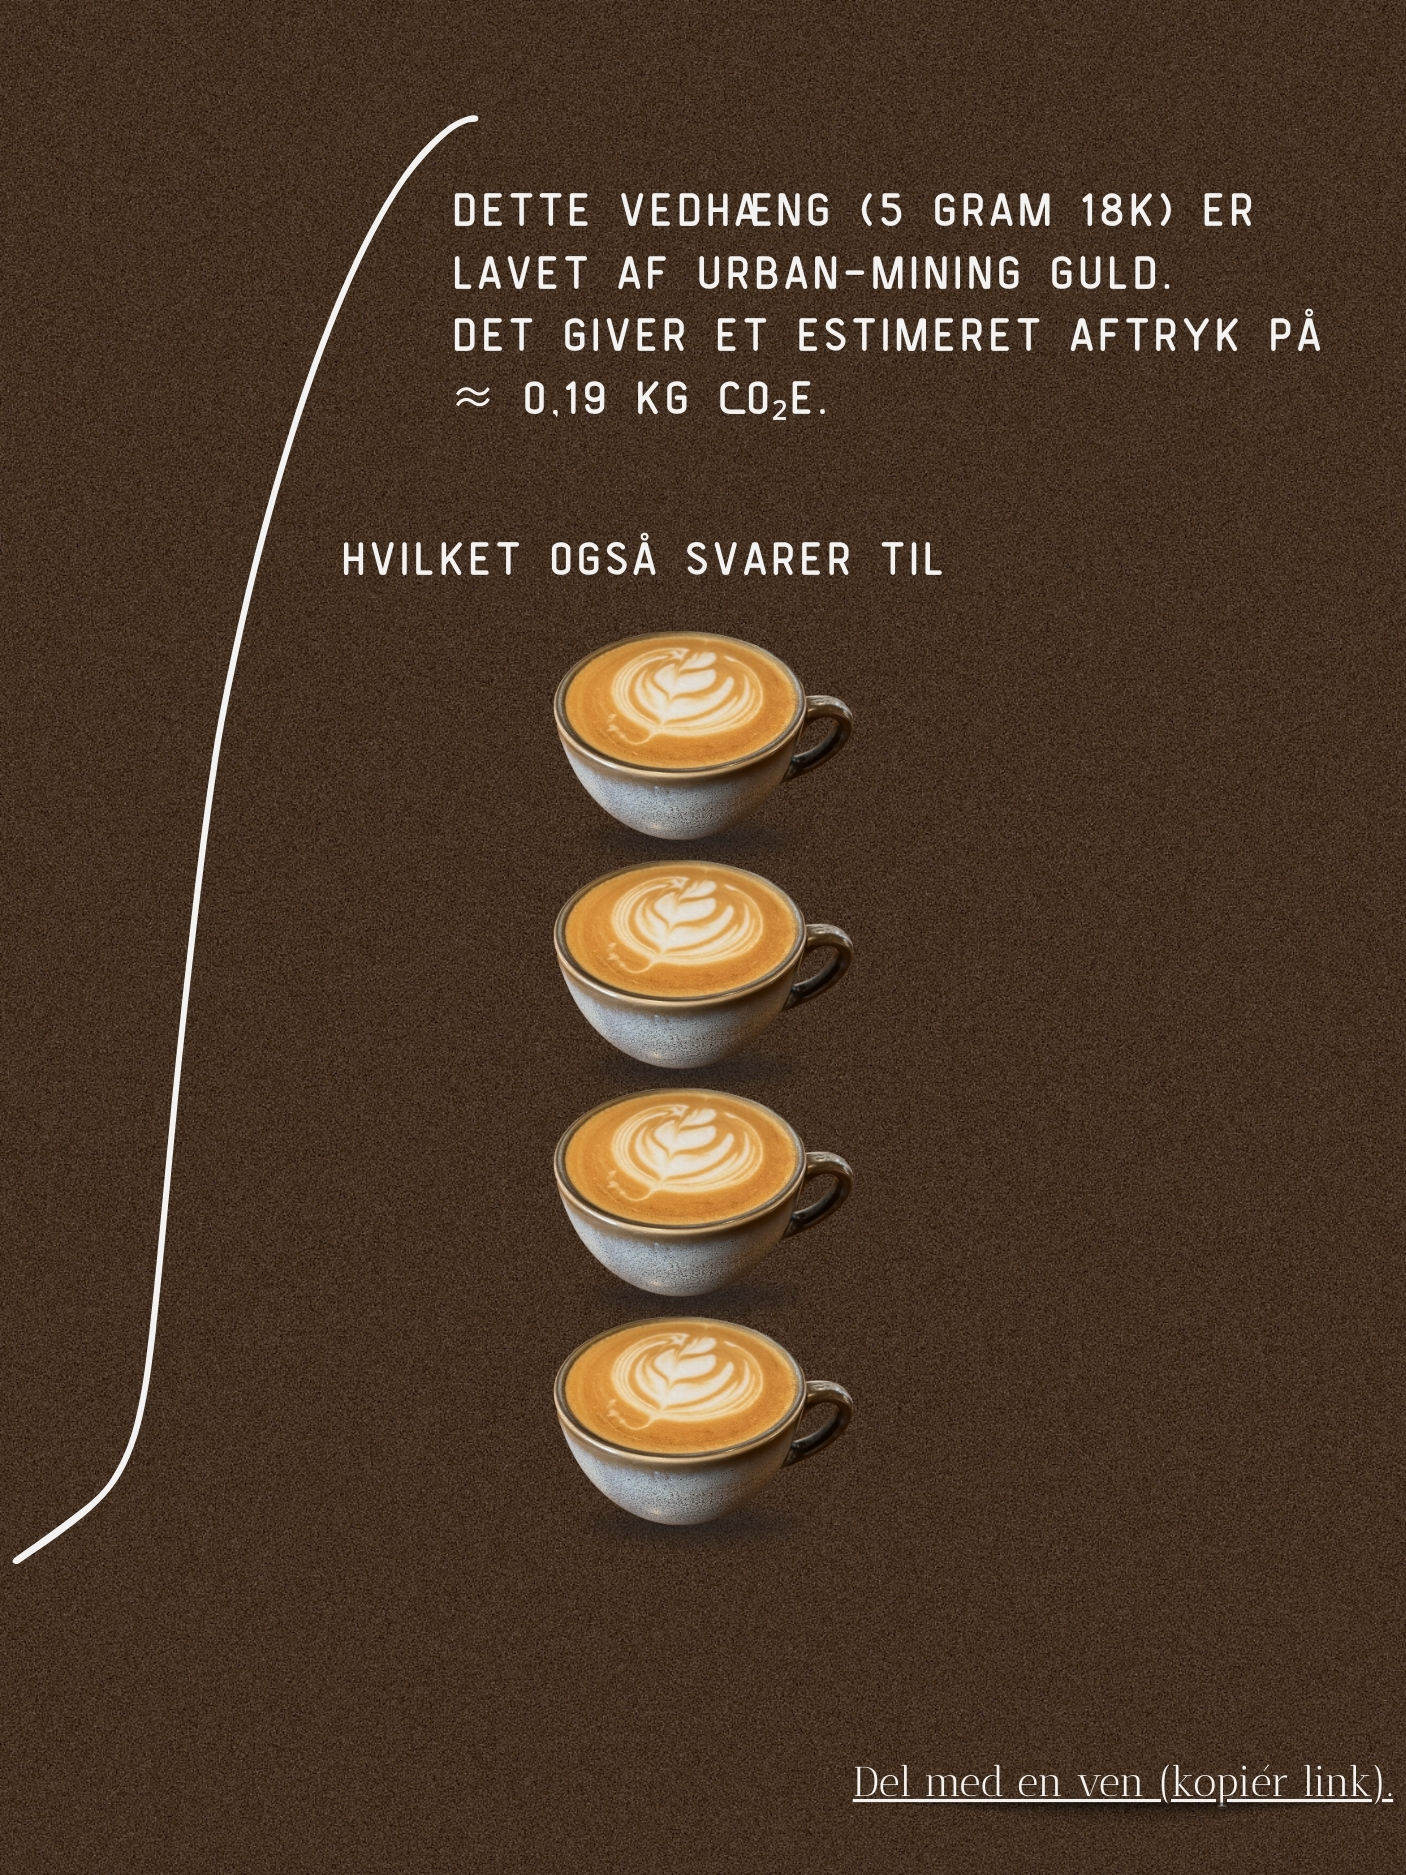 DETTE VEDHÆNG (5 GRAM 18K) ER
LAVET AF URBAN-MINING GULD.
DET GIVER ET ESTIMERET AFTRYK PÅ
≈ 0,19 KG CO₂E.
HVILKET OGSÅ SVARER TIL
Del med en ven (kopiér link).